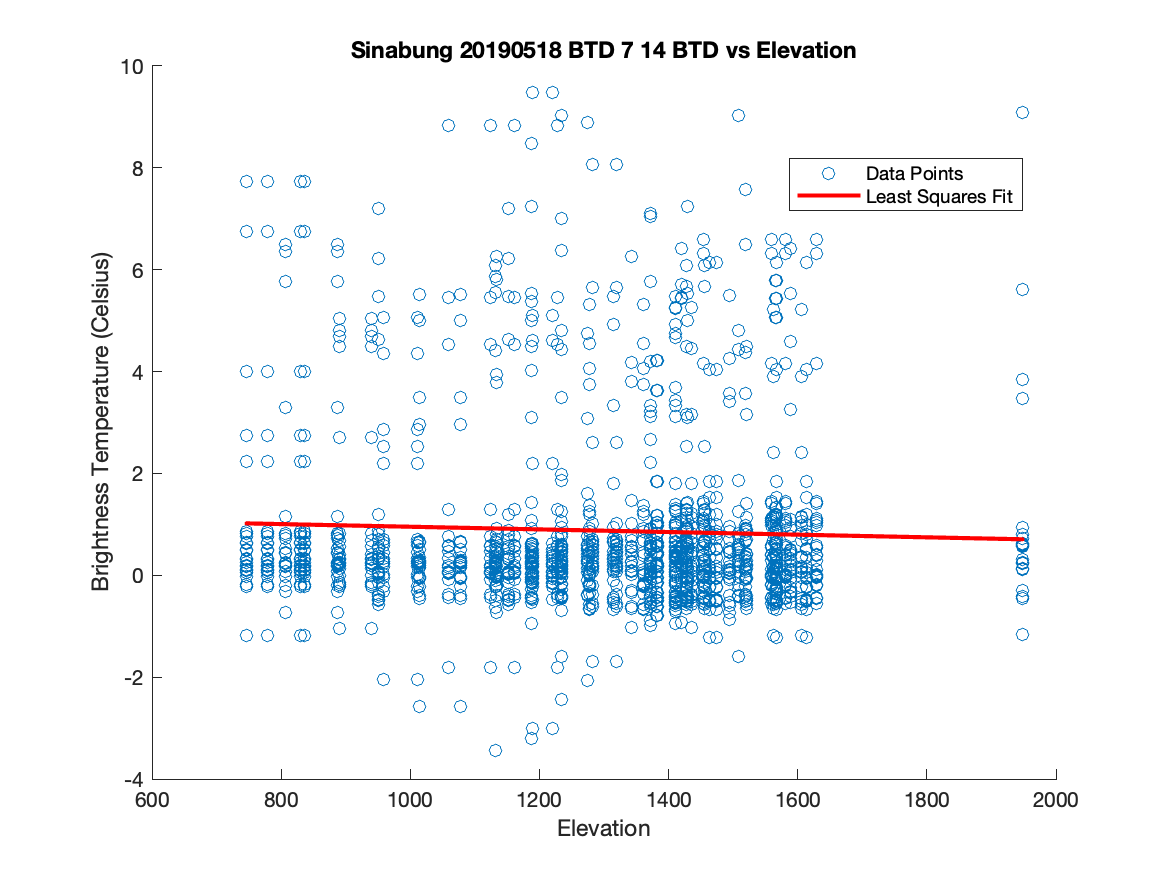 Sinabung 20190518 BTD 7 14 BTD vs Elevation
10
8
6
4
2
0
-2
-4
Brightness Temperature (Celsius)
Data Points
Least Squares Fit
600 800 1000 1200 1400 1600 1800 2000
Elevation